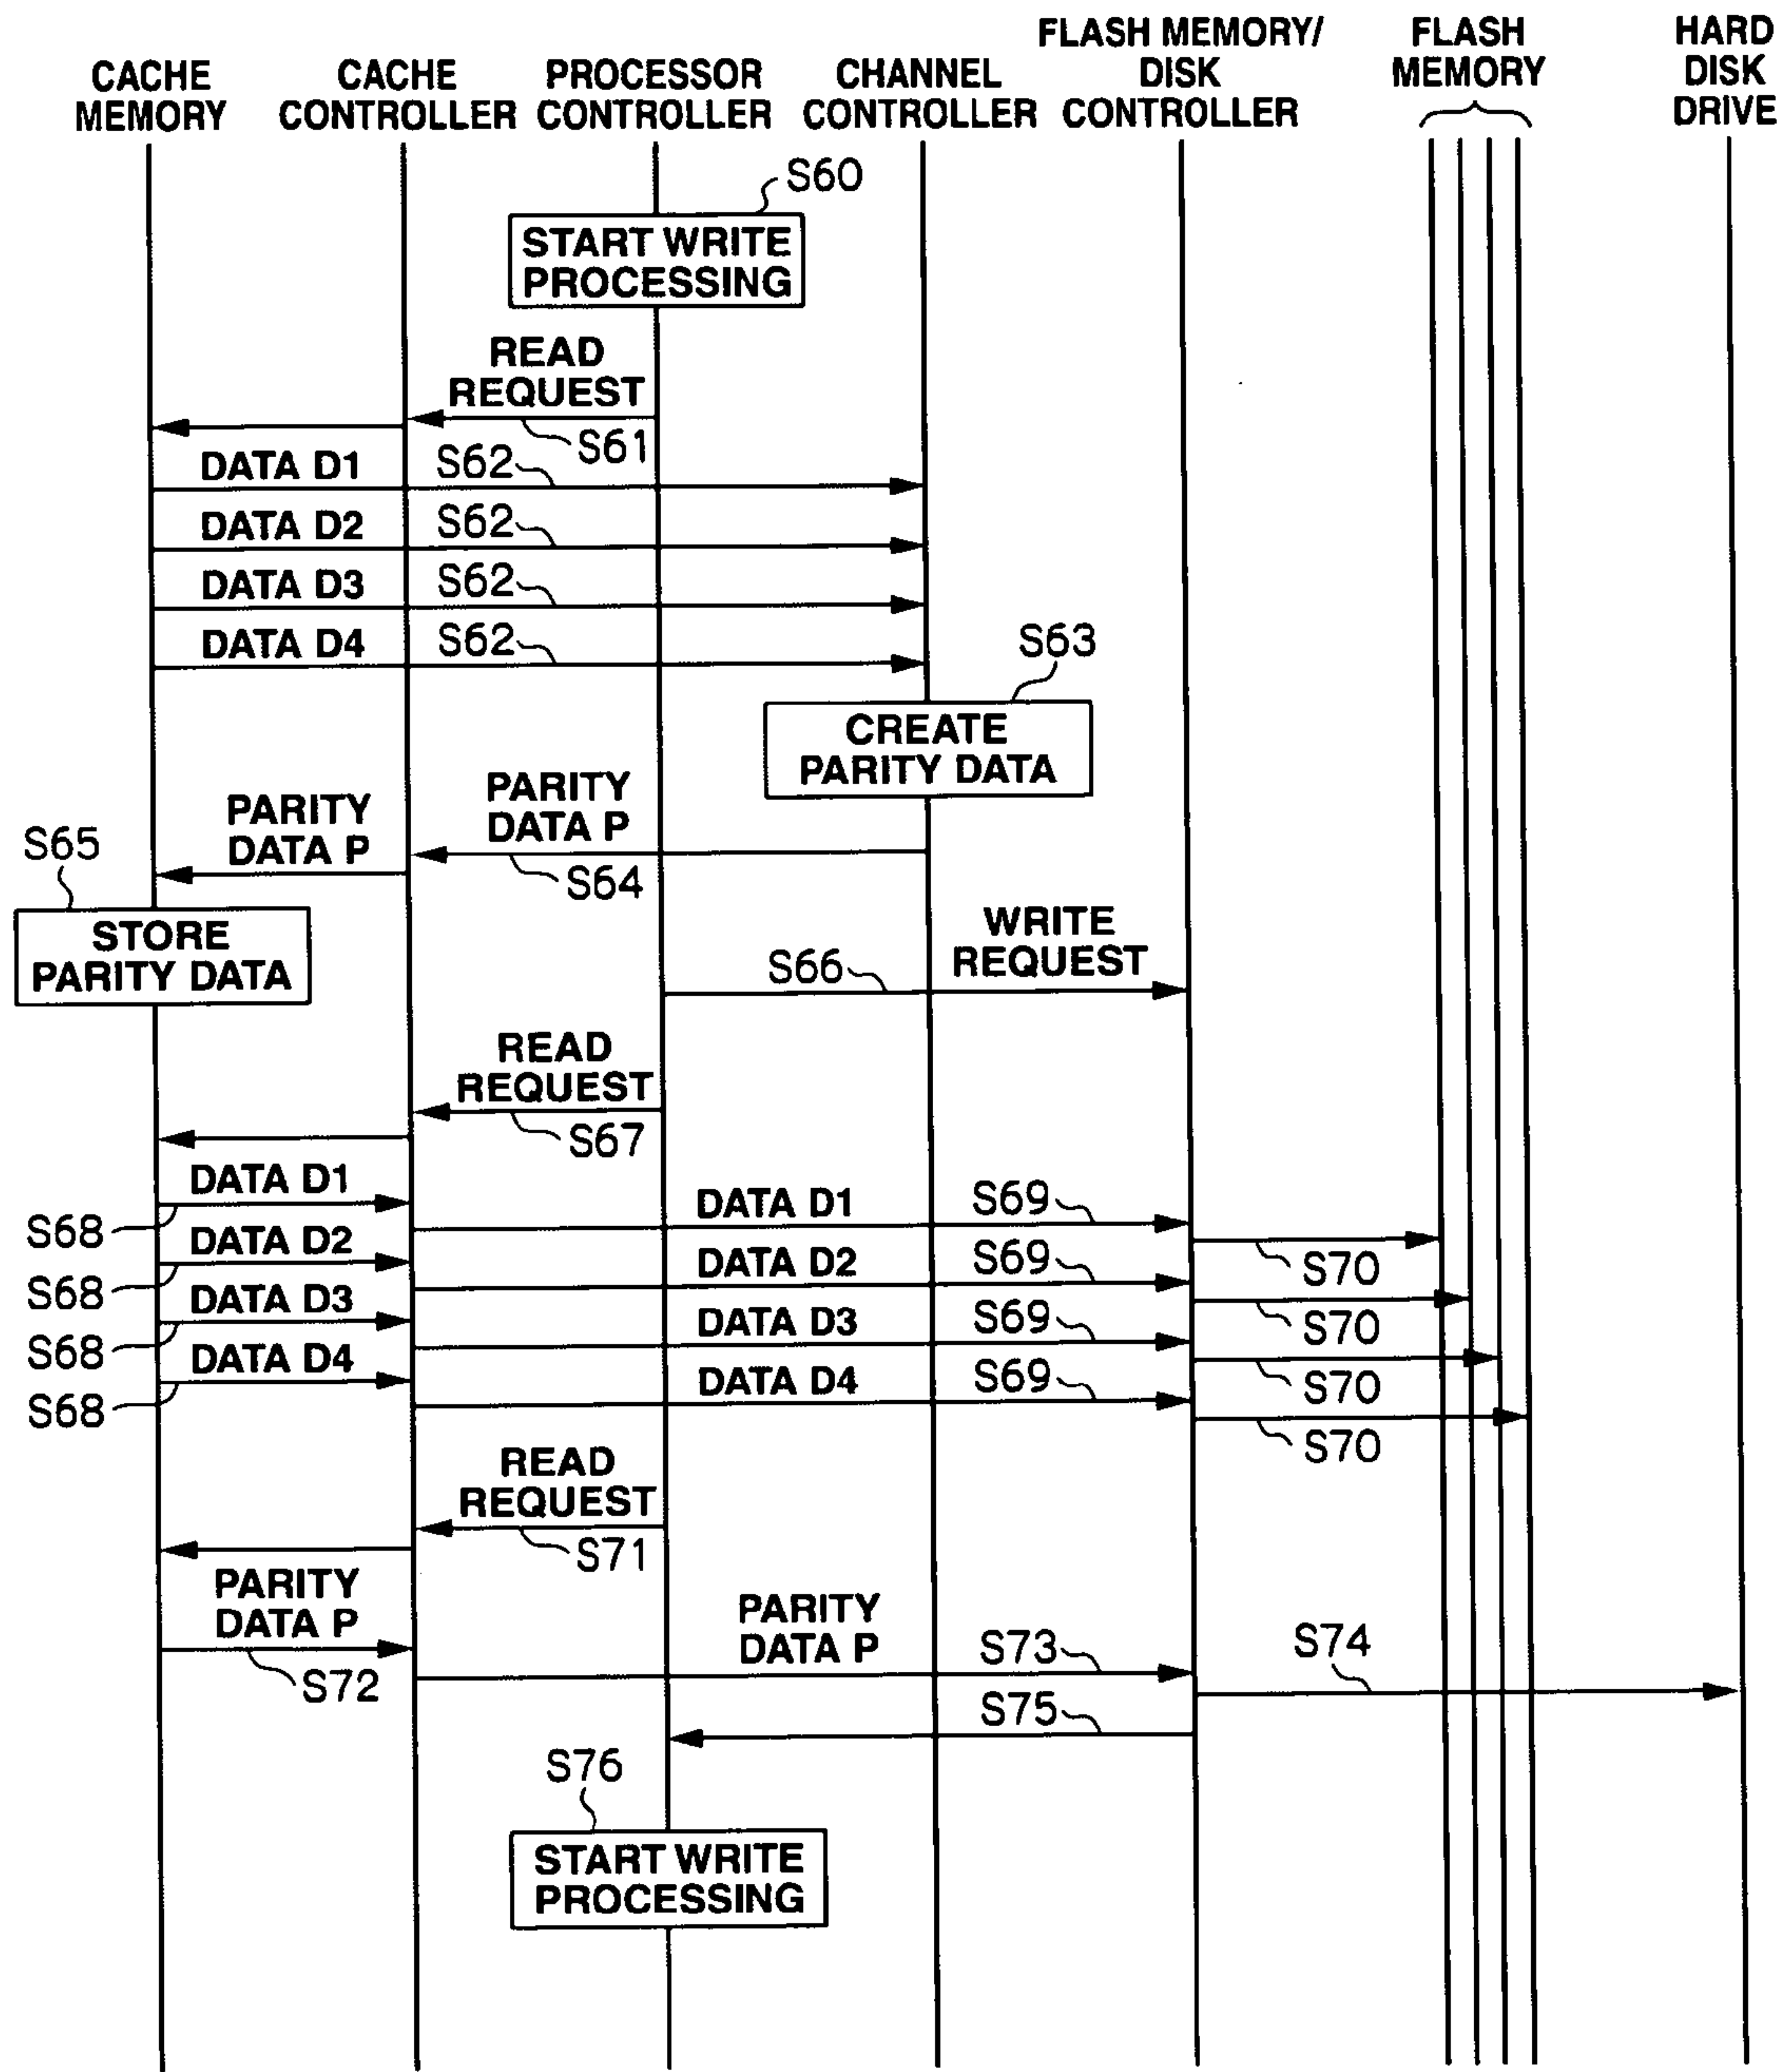 CACHE
MEMORY
CACHE
CONTROLLER
PROCESSOR
CONTROLLER
CHANNEL
CONTROLLER
FLASH MEMORY/
DISK
CONTROLLER
FLASH
MEMORY
HARD
DISK
DRIVE
S60
START WRITE
PROCESSING
READ
REQUEST
S61
DATA D1
S62
DATA D2
S62
DATA D3
S62
DATA D4
S62
S63
CREATE
PARITY DATA
PARITY
DATA P
S64
PARITY
DATA P
S65
STORE
PARITY DATA
WRITE
REQUEST
S66
READ
REQUEST
S67
DATA D1
S68
DATA D1
S69
S70
DATA D2
S68
DATA D2
S69
S70
DATA D3
S68
DATA D3
S69
S70
DATA D4
S68
DATA D4
S69
S70
READ
REQUEST
S71
PARITY
DATA P
S72
PARITY
DATA P
S73
S74
S75
S76
START WRITE
PROCESSING